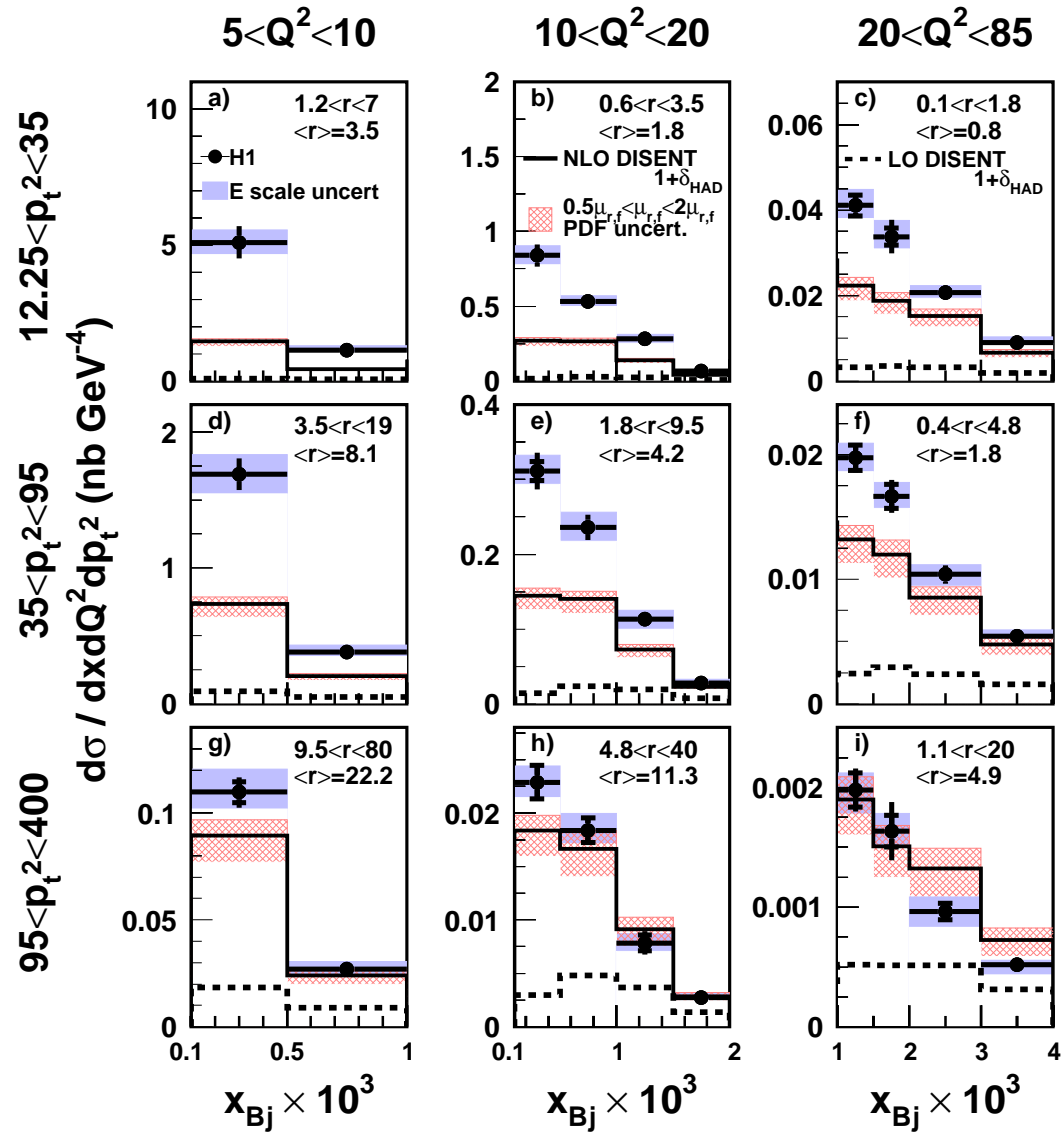 5<Q²<10
10<Q²<20
20<Q²<85
12.25<pₜ²<35
35<pₜ²<95
95<pₜ²<400
dσ / dxdQ²dpₜ² (nb GeV⁻⁴)
a)
1.2<r<7
<r>=3.5
H1
E scale uncert
10
5
0
b)
0.6<r<3.5
<r>=1.8
NLO DISENT
1+δ_HAD
0.5μ_r,f<μ_r,f<2μ_r,f
PDF uncert.
2
1.5
1
0.5
0
c)
0.1<r<1.8
<r>=0.8
LO DISENT
1+δ_HAD
0.06
0.04
0.02
0
d)
3.5<r<19
<r>=8.1
2
1
0
e)
1.8<r<9.5
<r>=4.2
0.4
0.2
0
f)
0.4<r<4.8
<r>=1.8
0.02
0.01
0
g)
9.5<r<80
<r>=22.2
0.1
0.05
0
0.1
0.5
1
h)
4.8<r<40
<r>=11.3
0.02
0.01
0
0.1
1
2
i)
1.1<r<20
<r>=4.9
0.002
0.001
0
1
2
3
4
x_Bj × 10³
x_Bj × 10³
x_Bj × 10³